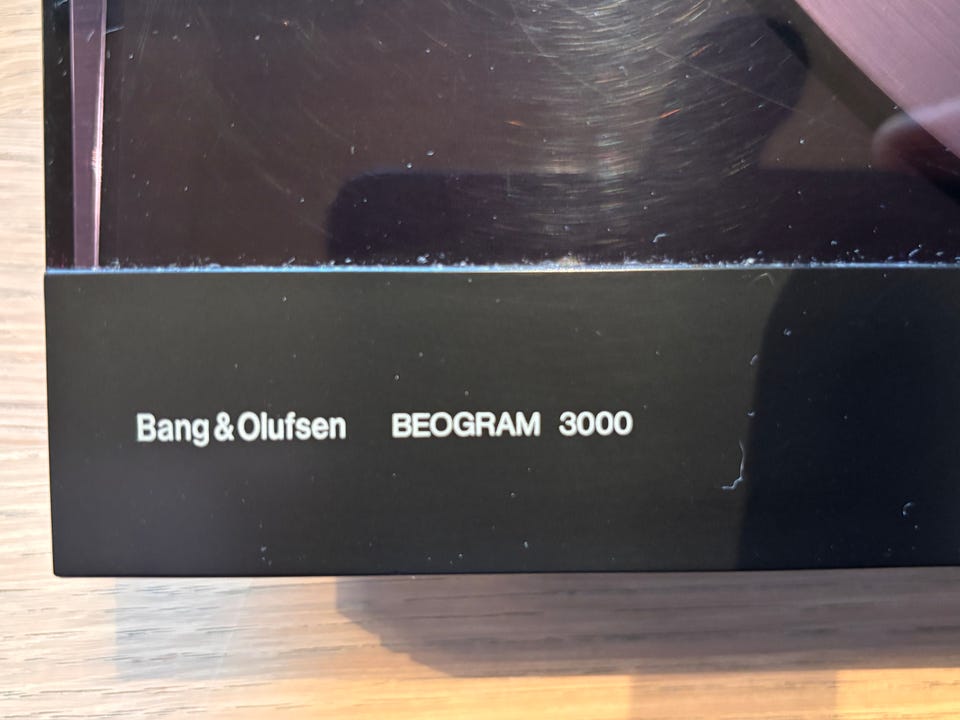 Bang & Olufsen BEOGRAM 3000